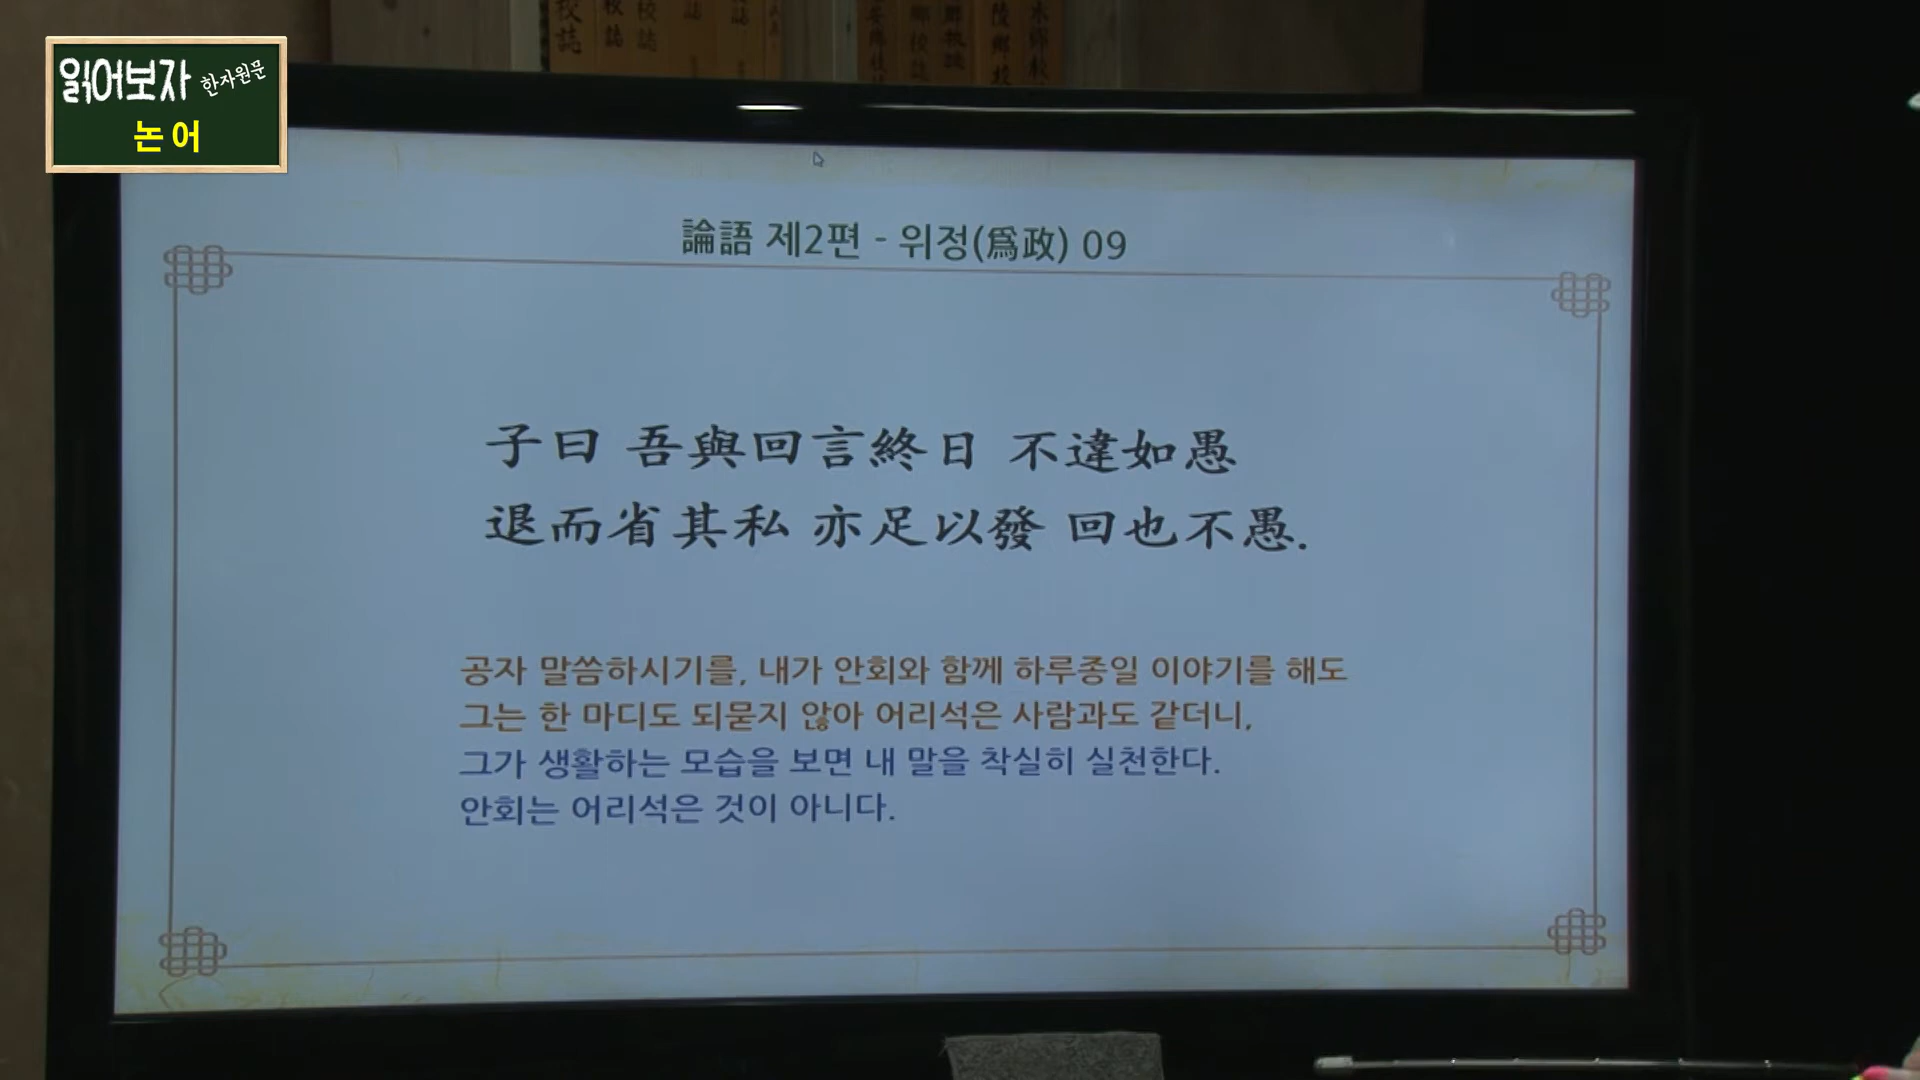 읽어보자 한자원문
논어
論語 제2편 - 위정(爲政) 09
子曰 吾與回言終日 不違如愚
退而省其私 亦足以發 回也不愚.
공자 말씀하시기를, 내가 안회와 함께 하루종일 이야기를 해도
그는 한 마디도 되묻지 않아 어리석은 사람과도 같더니,
그가 생활하는 모습을 보면 내 말을 착실히 실천한다.
안회는 어리석은 것이 아니다.